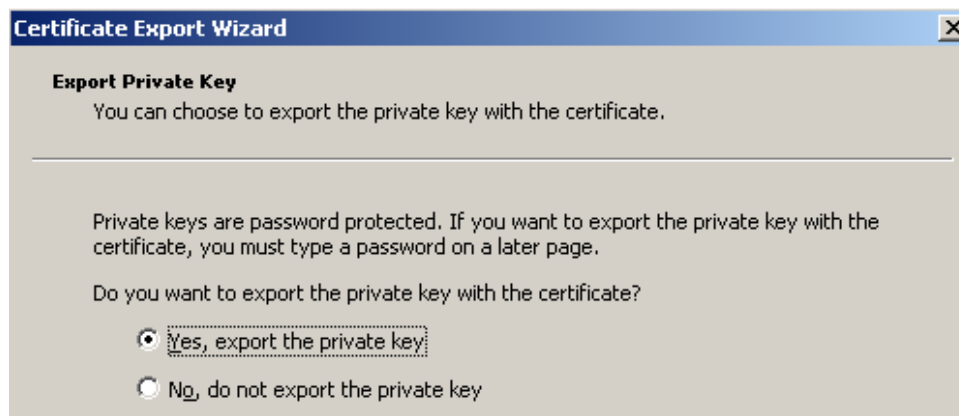 Certificate Export Wizard
Export Private Key
You can choose to export the private key with the certificate.
Private keys are password protected. If you want to export the private key with the
certificate, you must type a password on a later page.
Do you want to export the private key with the certificate?
Yes, export the private key
No, do not export the private key